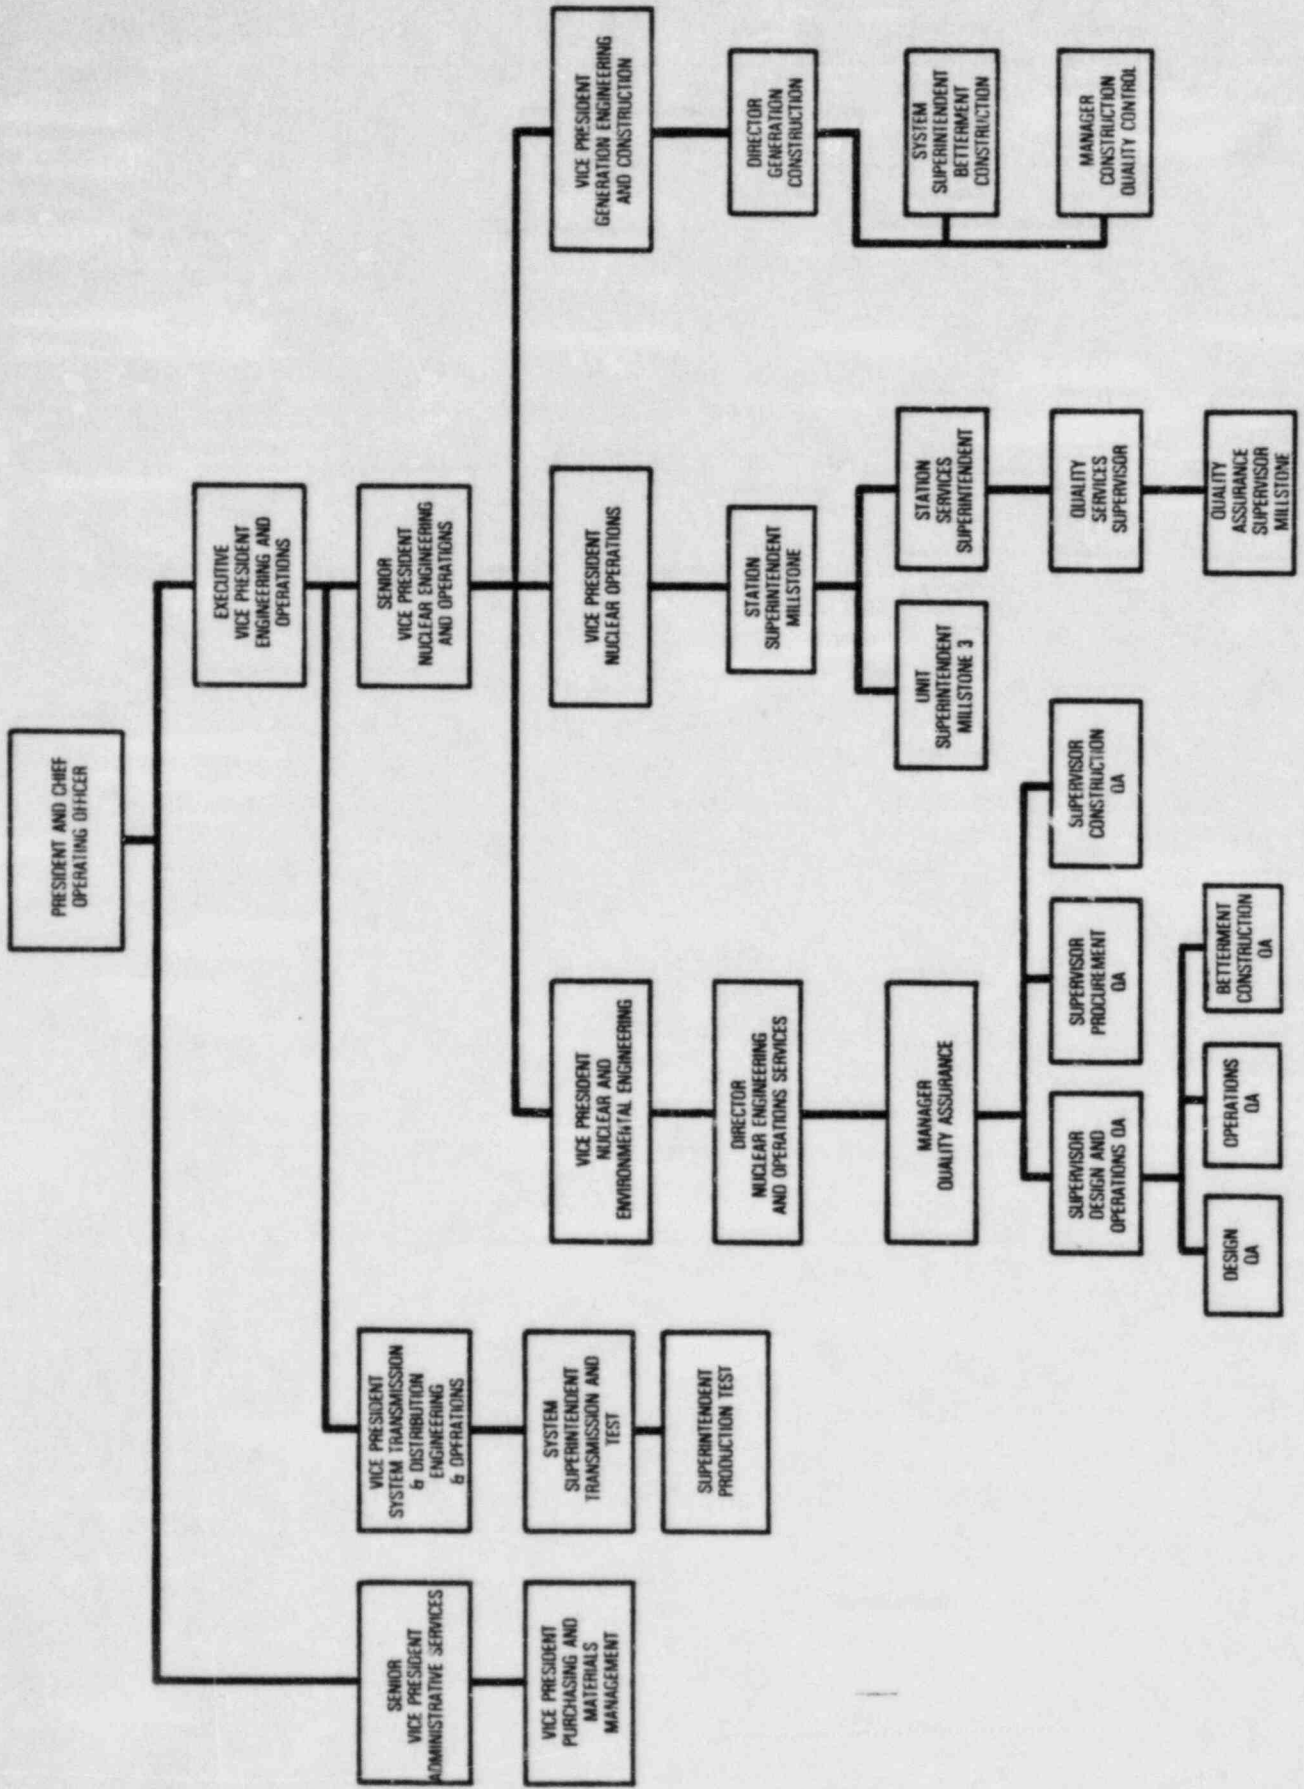 PRESIDENT AND CHIEF
OPERATING OFFICER
EXECUTIVE
VICE PRESIDENT
ENGINEERING AND
OPERATIONS
SENIOR
VICE PRESIDENT
ADMINISTRATIVE SERVICES
VICE PRESIDENT
SYSTEM TRANSMISSION
& DISTRIBUTION
ENGINEERING
& OPERATIONS
SENIOR
VICE PRESIDENT
NUCLEAR ENGINEERING
AND OPERATIONS
VICE PRESIDENT
PURCHASING AND
MATERIALS
MANAGEMENT
SYSTEM
SUPERINTENDENT
TRANSMISSION AND
TEST
SUPERINTENDENT
PRODUCTION TEST
VICE PRESIDENT
NUCLEAR AND
ENVIRONMENTAL ENGINEERING
VICE PRESIDENT
NUCLEAR OPERATIONS
VICE PRESIDENT
GENERATION ENGINEERING
AND CONSTRUCTION
DIRECTOR
NUCLEAR ENGINEERING
AND OPERATIONS SERVICES
STATION
SUPERINTENDENT
MILLSTONE
DIRECTOR
GENERATION
CONSTRUCTION
MANAGER
QUALITY ASSURANCE
UNIT
SUPERINTENDENT
MILLSTONE 3
STATION
SERVICES
SUPERINTENDENT
SYSTEM
SUPERINTENDENT
BETTERMENT
CONSTRUCTION
SUPERVISOR
DESIGN AND
OPERATIONS QA
SUPERVISOR
PROCUREMENT
QA
SUPERVISOR
CONSTRUCTION
QA
QUALITY
SERVICES
SUPERVISOR
MANAGER
CONSTRUCTION
QUALITY CONTROL
DESIGN
QA
OPERATIONS
QA
BETTERMENT
CONSTRUCTION
QA
QUALITY
ASSURANCE
SUPERVISOR
MILLSTONE